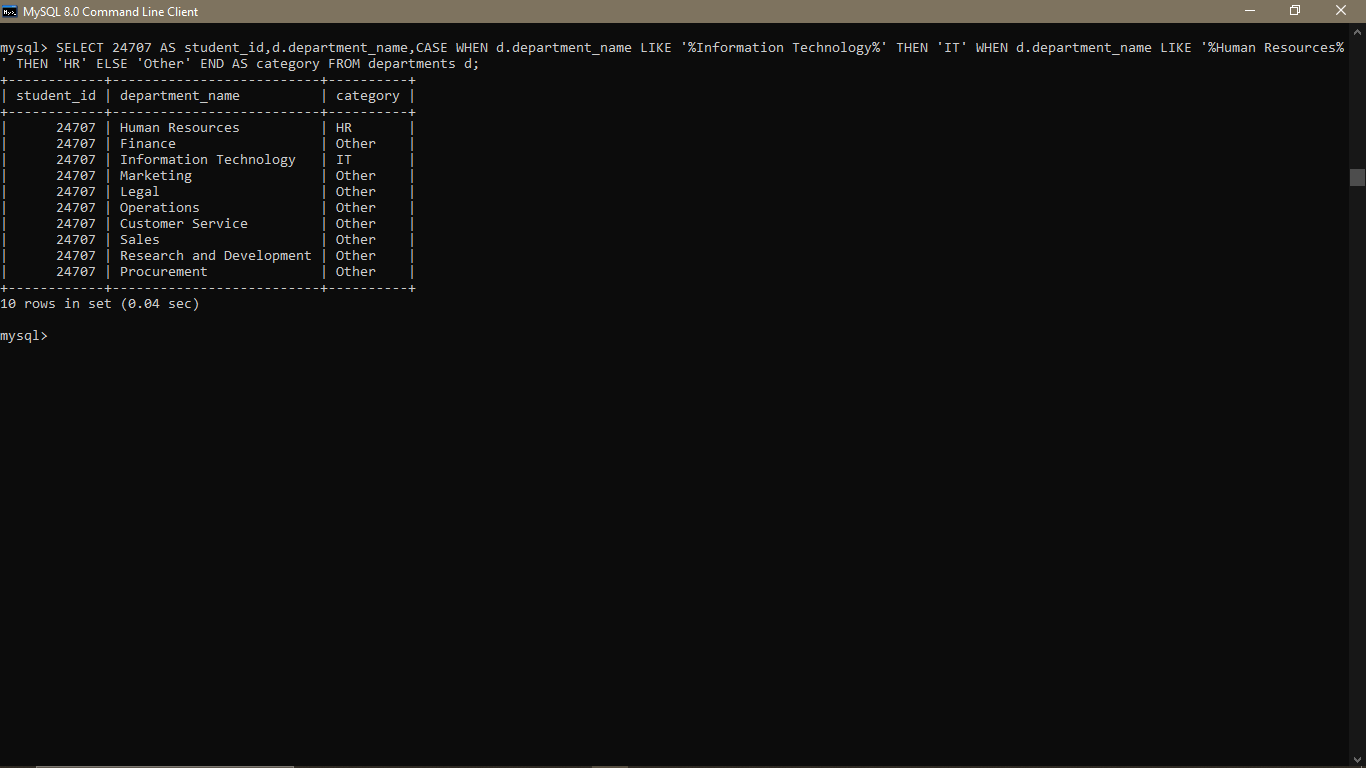 MySQL 8.0 Command Line Client
mysql> SELECT 24707 AS student_id,d.department_name,CASE WHEN d.department_name LIKE '%Information Technology%' THEN 'IT' WHEN d.department_name LIKE '%Human Resources%
' THEN 'HR' ELSE 'Other' END AS category FROM departments d;
+------------+--------------------------+----------+
| student_id | department_name          | category |
+------------+--------------------------+----------+
|      24707 | Human Resources          | HR       |
|      24707 | Finance                  | Other    |
|      24707 | Information Technology   | IT       |
|      24707 | Marketing                | Other    |
|      24707 | Legal                    | Other    |
|      24707 | Operations               | Other    |
|      24707 | Customer Service         | Other    |
|      24707 | Sales                    | Other    |
|      24707 | Research and Development | Other    |
|      24707 | Procurement              | Other    |
+------------+--------------------------+----------+
10 rows in set (0.04 sec)
mysql>